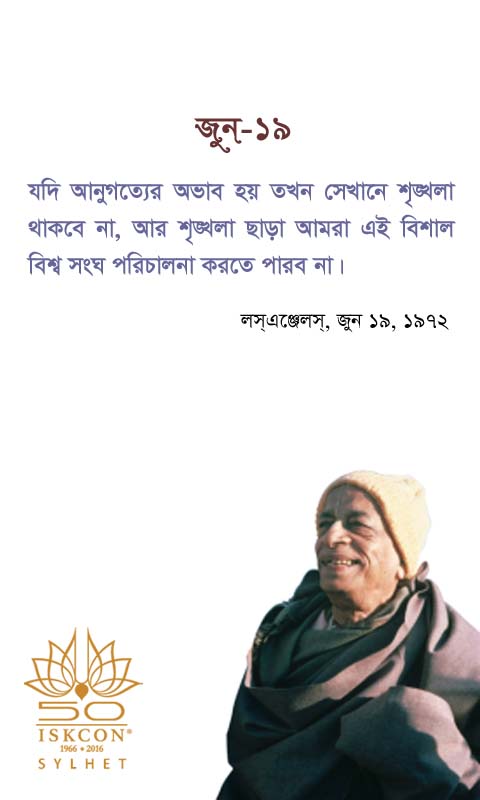 জুন্-১৯
যদি আনুগত্যের অভাব হয় তখন সেখানে শৃঙ্খলা
থাকবে না, আর শৃঙ্খলা ছাড়া আমরা এই বিশাল
বিশ্ব সংঘ পরিচালনা করতে পারব না।
লস্এঞ্জেলস্, জুন ১৯, ১৯৭২
50
ISKCON®
1966 • 2016
SYLHET